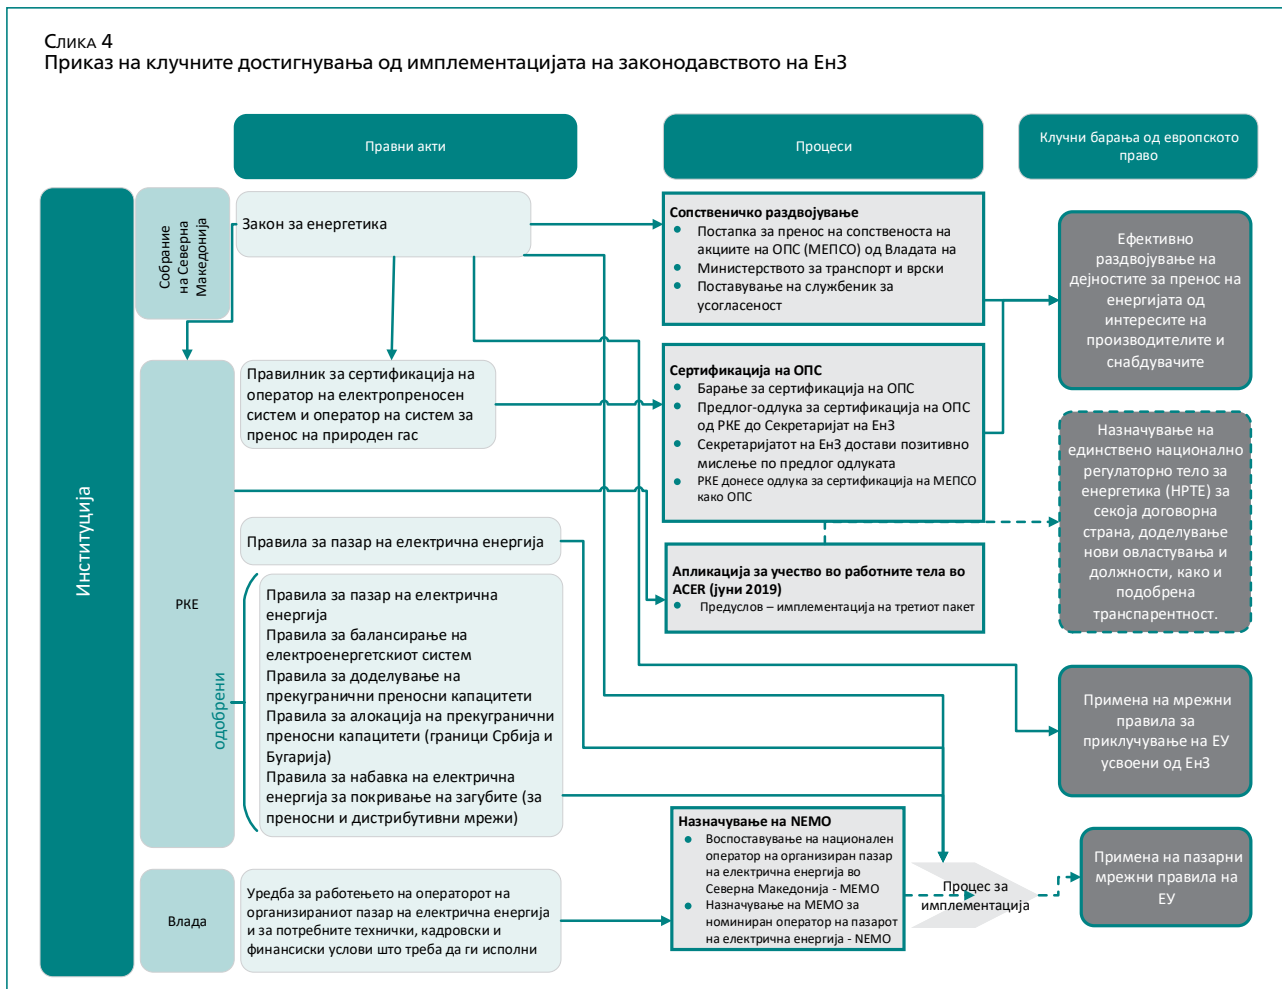 Слика 4
Приказ на клучните достигнувања од имплементацијата на законодавството на ЕнЗ
Правни акти
Процеси
Клучни барања од европското
право
Институција
Собрание
на Северна
Македонија
Закон за енергетика
Сопственичко раздвојување
Постапка за пренос на сопственоста на
акциите на ОПС (МЕПСО) од Владата на
Министерството за транспорт и врски
Поставување на службеник за
усогласеност
Ефективно
раздвојување на
дејностите за пренос на
енергијата од
интересите на
производителите и
снабдувачите
РКЕ
Правилник за сертификација на
оператор на електропреносен
систем и оператор на систем за
пренос на природен гас
Сертификација на ОПС
Барање за сертификација на ОПС
Предлог-одлука за сертификација на ОПС
од РКЕ до Секретаријат на ЕнЗ
Секретаријатот на ЕнЗ достави позитивно
мислење по предлог одлуката
РКЕ донесе одлука за сертификација на МЕПСО
како ОПС
Назначување на
единствено национално
регулаторно тело за
енергетика (НРТЕ) за
секоја договорна
страна, доделување
нови овластувања и
должности, како и
подобрена
транспарентност.
Правила за пазар на електрична енергија
Апликација за учество во работните тела во
ACER (јуни 2019)
Предуслов – имплементација на третиот пакет
одобрени
Правила за пазар на електрична
енергија
Правила за балансирање на
електроенергетскиот систем
Правила за доделување на
прекугранични преносни капацитети
Правила за алокација на прекугранични
преносни капацитети (граници Србија и
Бугарија)
Правила за набавка на електрична
енергија за покривање на загубите (за
преносни и дистрибутивни мрежи)
Примена на мрежни
правила за
приклучување на ЕУ
усвоени од ЕнЗ
Влада
Уредба за работењето на операторот на
организираниот пазар на електрична енергија
и за потребните технички, кадровски и
финансиски услови што треба да ги исполни
Назначување на NEMO
Воспоставување на национален
оператор на организиран пазар
на електрична енергија во
Северна Македонија - МЕМО
Назначување на МЕМО за
номиниран оператор на пазарот
на електрична енергија - NEMO
Процес за
имплементација
Примена на пазарни
мрежни правила на
ЕУ